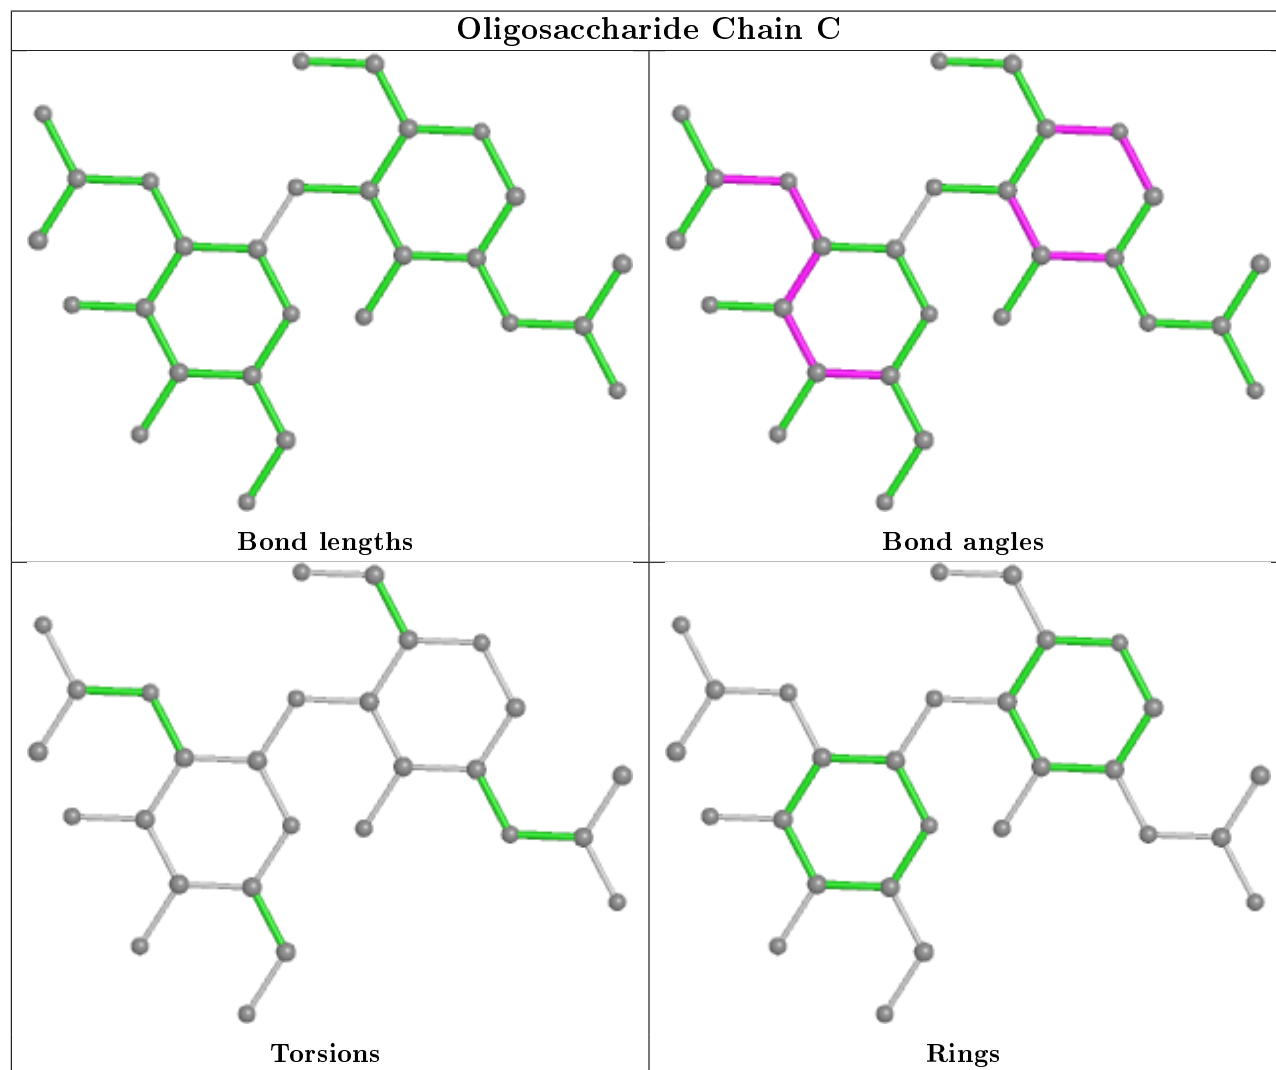 Oligosaccharide Chain C
Bond lengths
Bond angles
Torsions
Rings